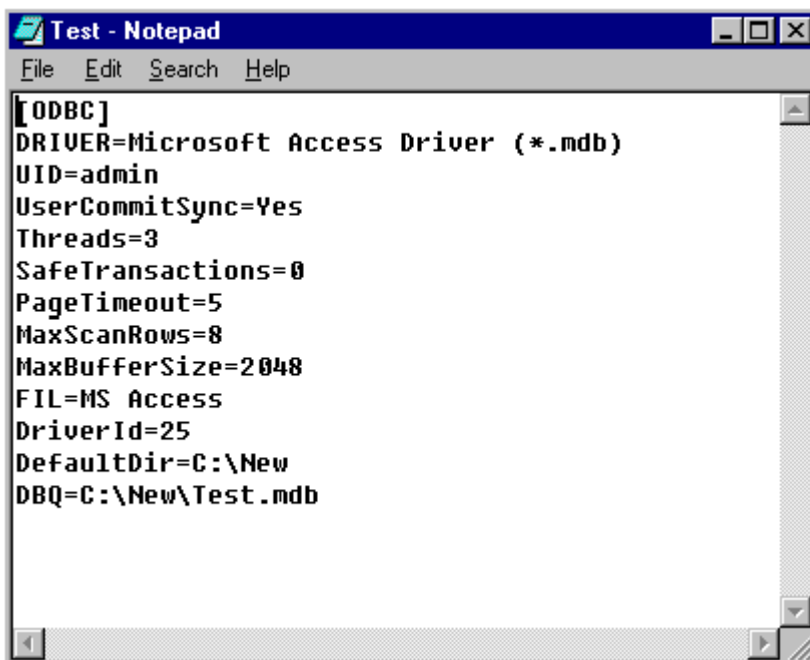 Test - Notepad
File Edit Search Help
[ODBC]
DRIVER=Microsoft Access Driver (*.mdb)
UID=admin
UserCommitSync=Yes
Threads=3
SafeTransactions=0
PageTimeout=5
MaxScanRows=8
MaxBufferSize=2048
FIL=MS Access
DriverId=25
DefaultDir=C:\New
DBQ=C:\New\Test.mdb